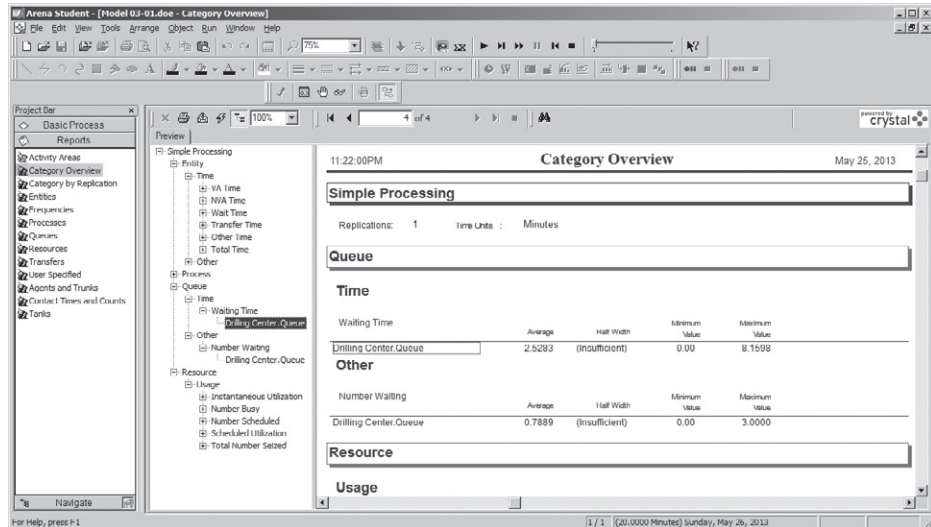 Arena Student - [Model 03-01.doe - Category Overview]
File Edit View Tools Arrange Object Run Window Help
75%
Project Bar
Basic Process
Reports
Activity Areas
Category Overview
Category by Replication
Entities
Frequencies
Processes
Queues
Resources
Transfers
User Specified
Agents and Trunks
Contact Times and Counts
Tanks
Navigate
100%
4 of 4
powered by
crystal
Preview
Simple Processing
Entity
Time
VA Time
NVA Time
Wait Time
Transfer Time
Other Time
Total Time
Other
Process
Queue
Time
Waiting Time
Drilling Center.Queue
Other
Number Waiting
Drilling Center.Queue
Resource
Usage
Instantaneous Utilization
Number Busy
Number Scheduled
Scheduled Utilization
Total Number Seized
11:22:00PM Category Overview May 25, 2013
Simple Processing
Replications: 1 Time Units : Minutes
Queue
Time
Waiting Time Average Half Width Minimum Value Maximum Value
Drilling Center.Queue 2.5283 (Insufficient) 0.00 8.1598
Other
Number Waiting Average Half Width Minimum Value Maximum Value
Drilling Center.Queue 0.7889 (Insufficient) 0.00 3.0000
Resource
Usage
For Help, press F1
1 / 1 (20.0000 Minutes) Sunday, May 26, 2013